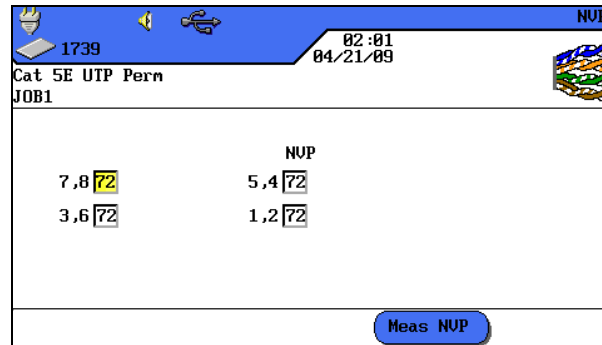 NVP
1739
02:01
04/21/09
Cat 5E UTP Perm
JOB1
NVP
7,8 72 5,4 72
3,6 72 1,2 72
Meas NVP